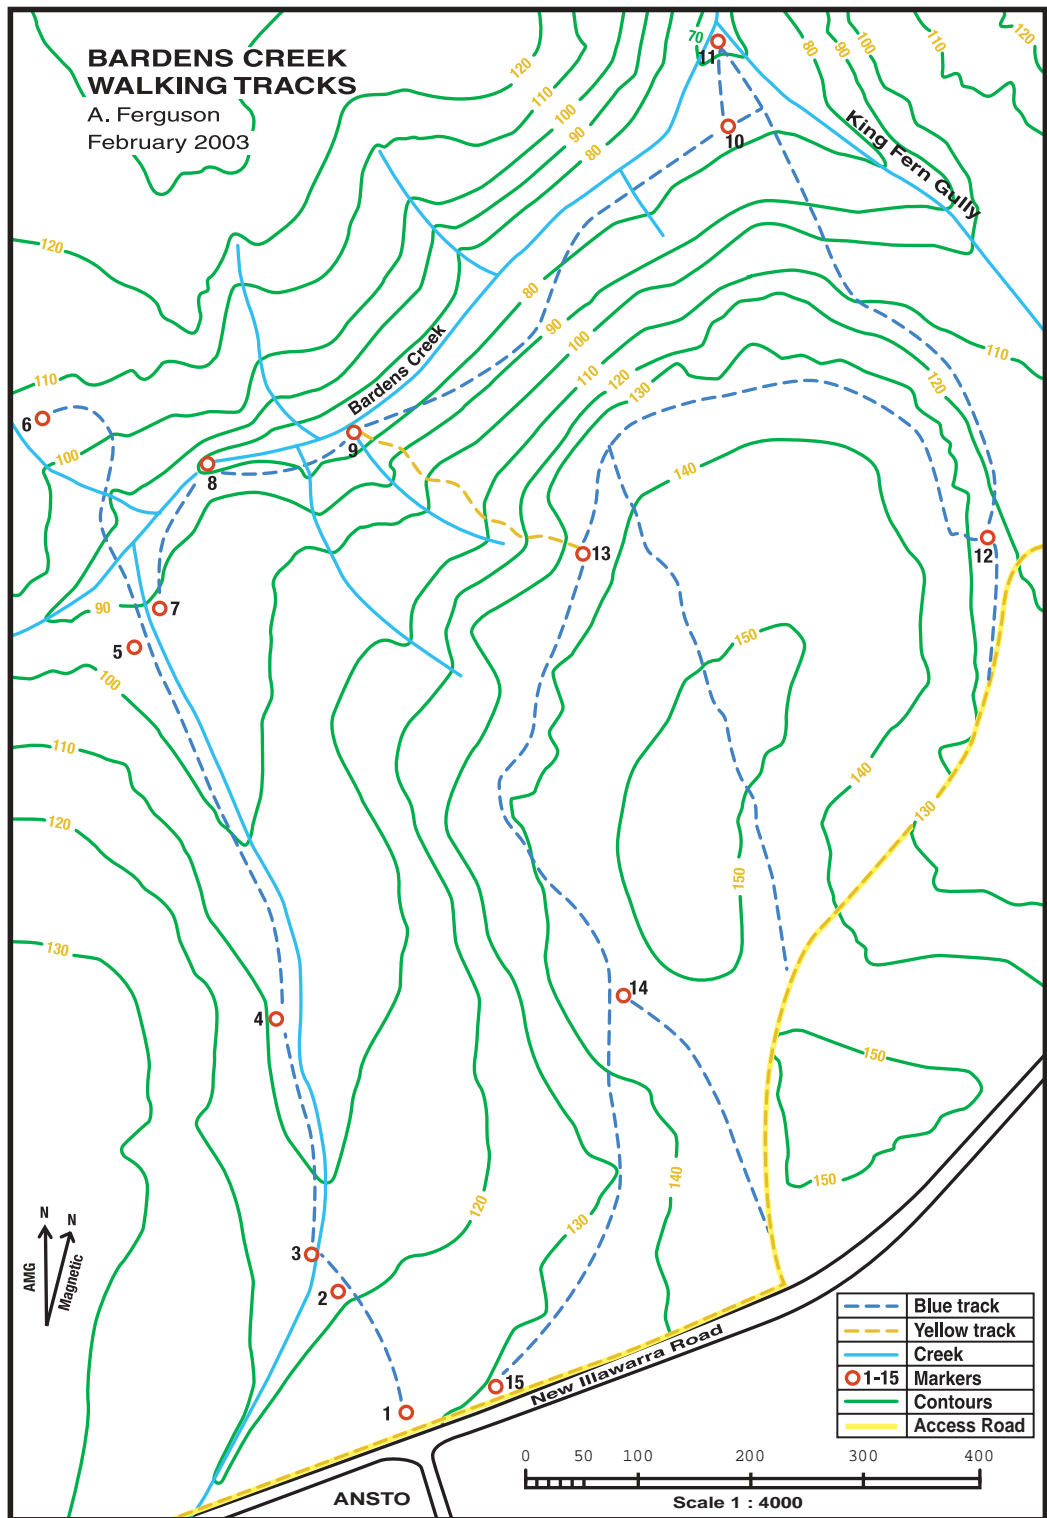 BARDENS CREEK
WALKING TRACKS
A. Ferguson
February 2003
120
110
100
90
80
70
11
10
80
90
100
110
120
King Fern Gully
120
110
6
100
Bardens Creek
80
90
100
110
120
130
110
120
9
8
140
13
12
90
7
5
100
150
110
120
140
130
150
130
14
4
150
3
2
120
130
140
150
N
N
AMG
Magnetic
1
15
New Illawarra Road
ANSTO
Blue track
Yellow track
Creek
1-15 Markers
Contours
Access Road
0 50 100 200 300 400
Scale 1 : 4000